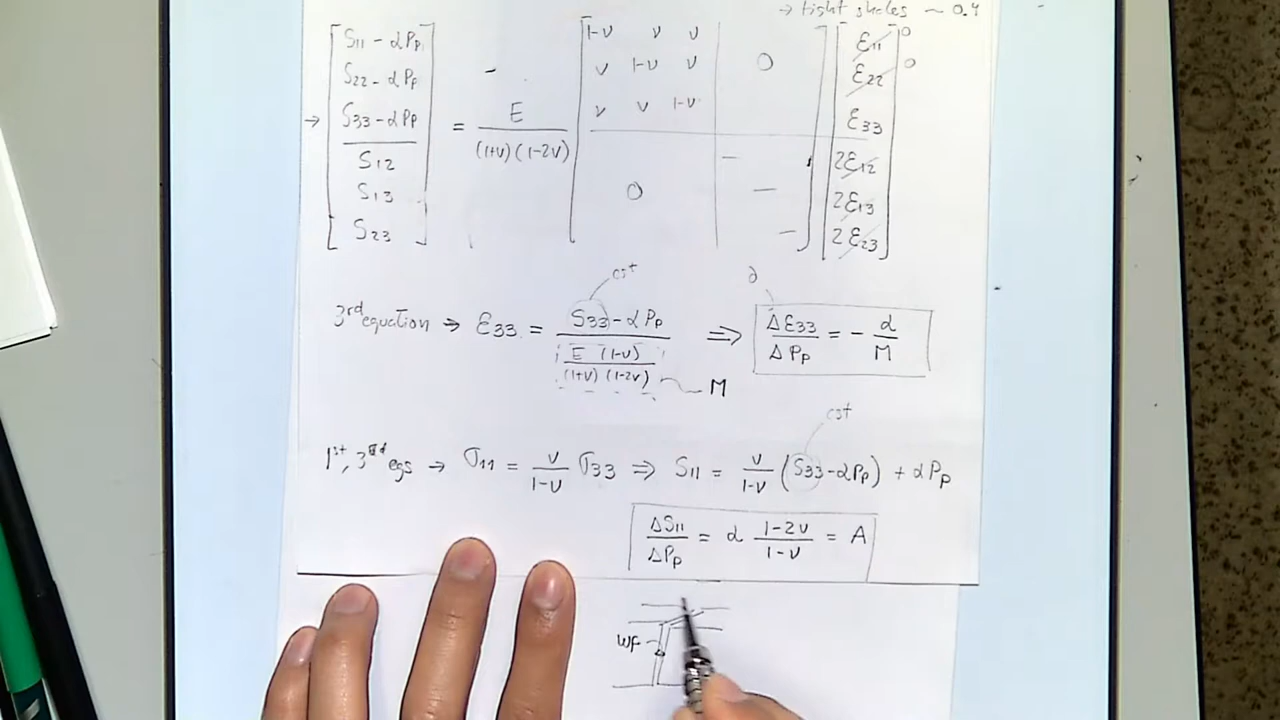 → tight shales ~ 0.4
S11 - αPp
S22 - αPp
→ S33 - αPp
S12
S13
S23
= E / (1+ν)(1-2ν)
1-ν ν ν
ν 1-ν ν
ν ν 1-ν
0
0
ε11 0
ε22 0
ε33
2ε12
2ε13
2ε23
cst
3rd equation → ε33 = S33 - αPp / E (1-ν) / (1+ν) (1-2ν) ⇒ Δε33 / ΔPp = - α / M
M
cst
1st, 3rd eqs → σ11 = ν / 1-ν σ33 ⇒ S11 = ν / 1-ν (S33 - αPp) + αPp
ΔS11 / ΔPp = α 1-2ν / 1-ν = A
WF